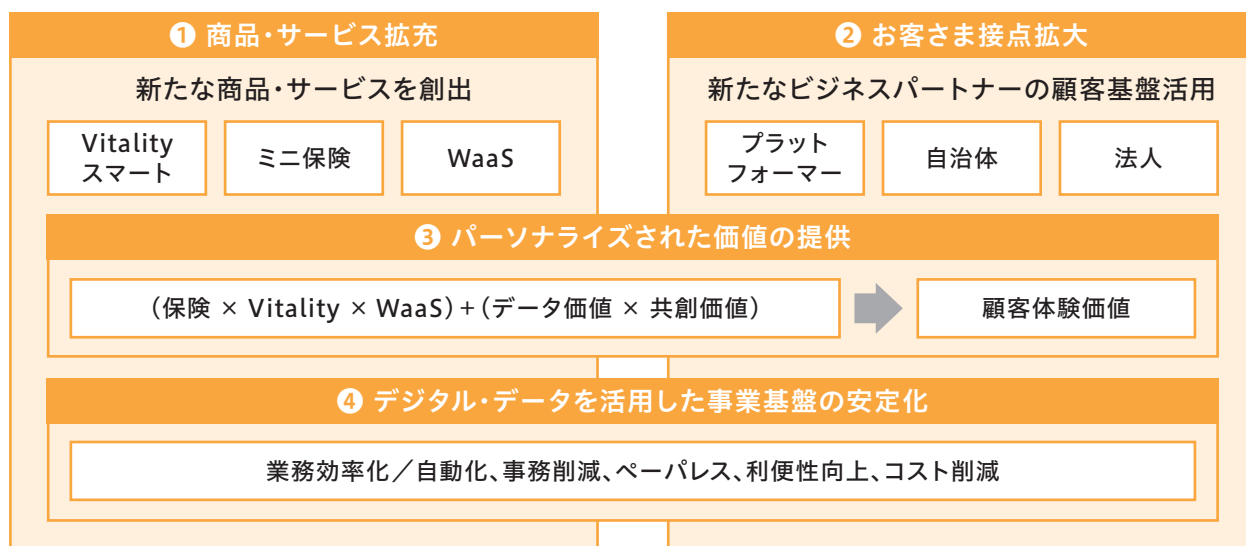 ❶ 商品・サービス拡充
新たな商品・サービスを創出
Vitality
スマート
ミニ保険
WaaS
❷ お客さま接点拡大
新たなビジネスパートナーの顧客基盤活用
プラット
フォーマー
自治体
法人
❸ パーソナライズされた価値の提供
（保険 × Vitality × WaaS）＋（データ価値 × 共創価値）
顧客体験価値
❹ デジタル・データを活用した事業基盤の安定化
業務効率化／自動化、事務削減、ペーパレス、利便性向上、コスト削減